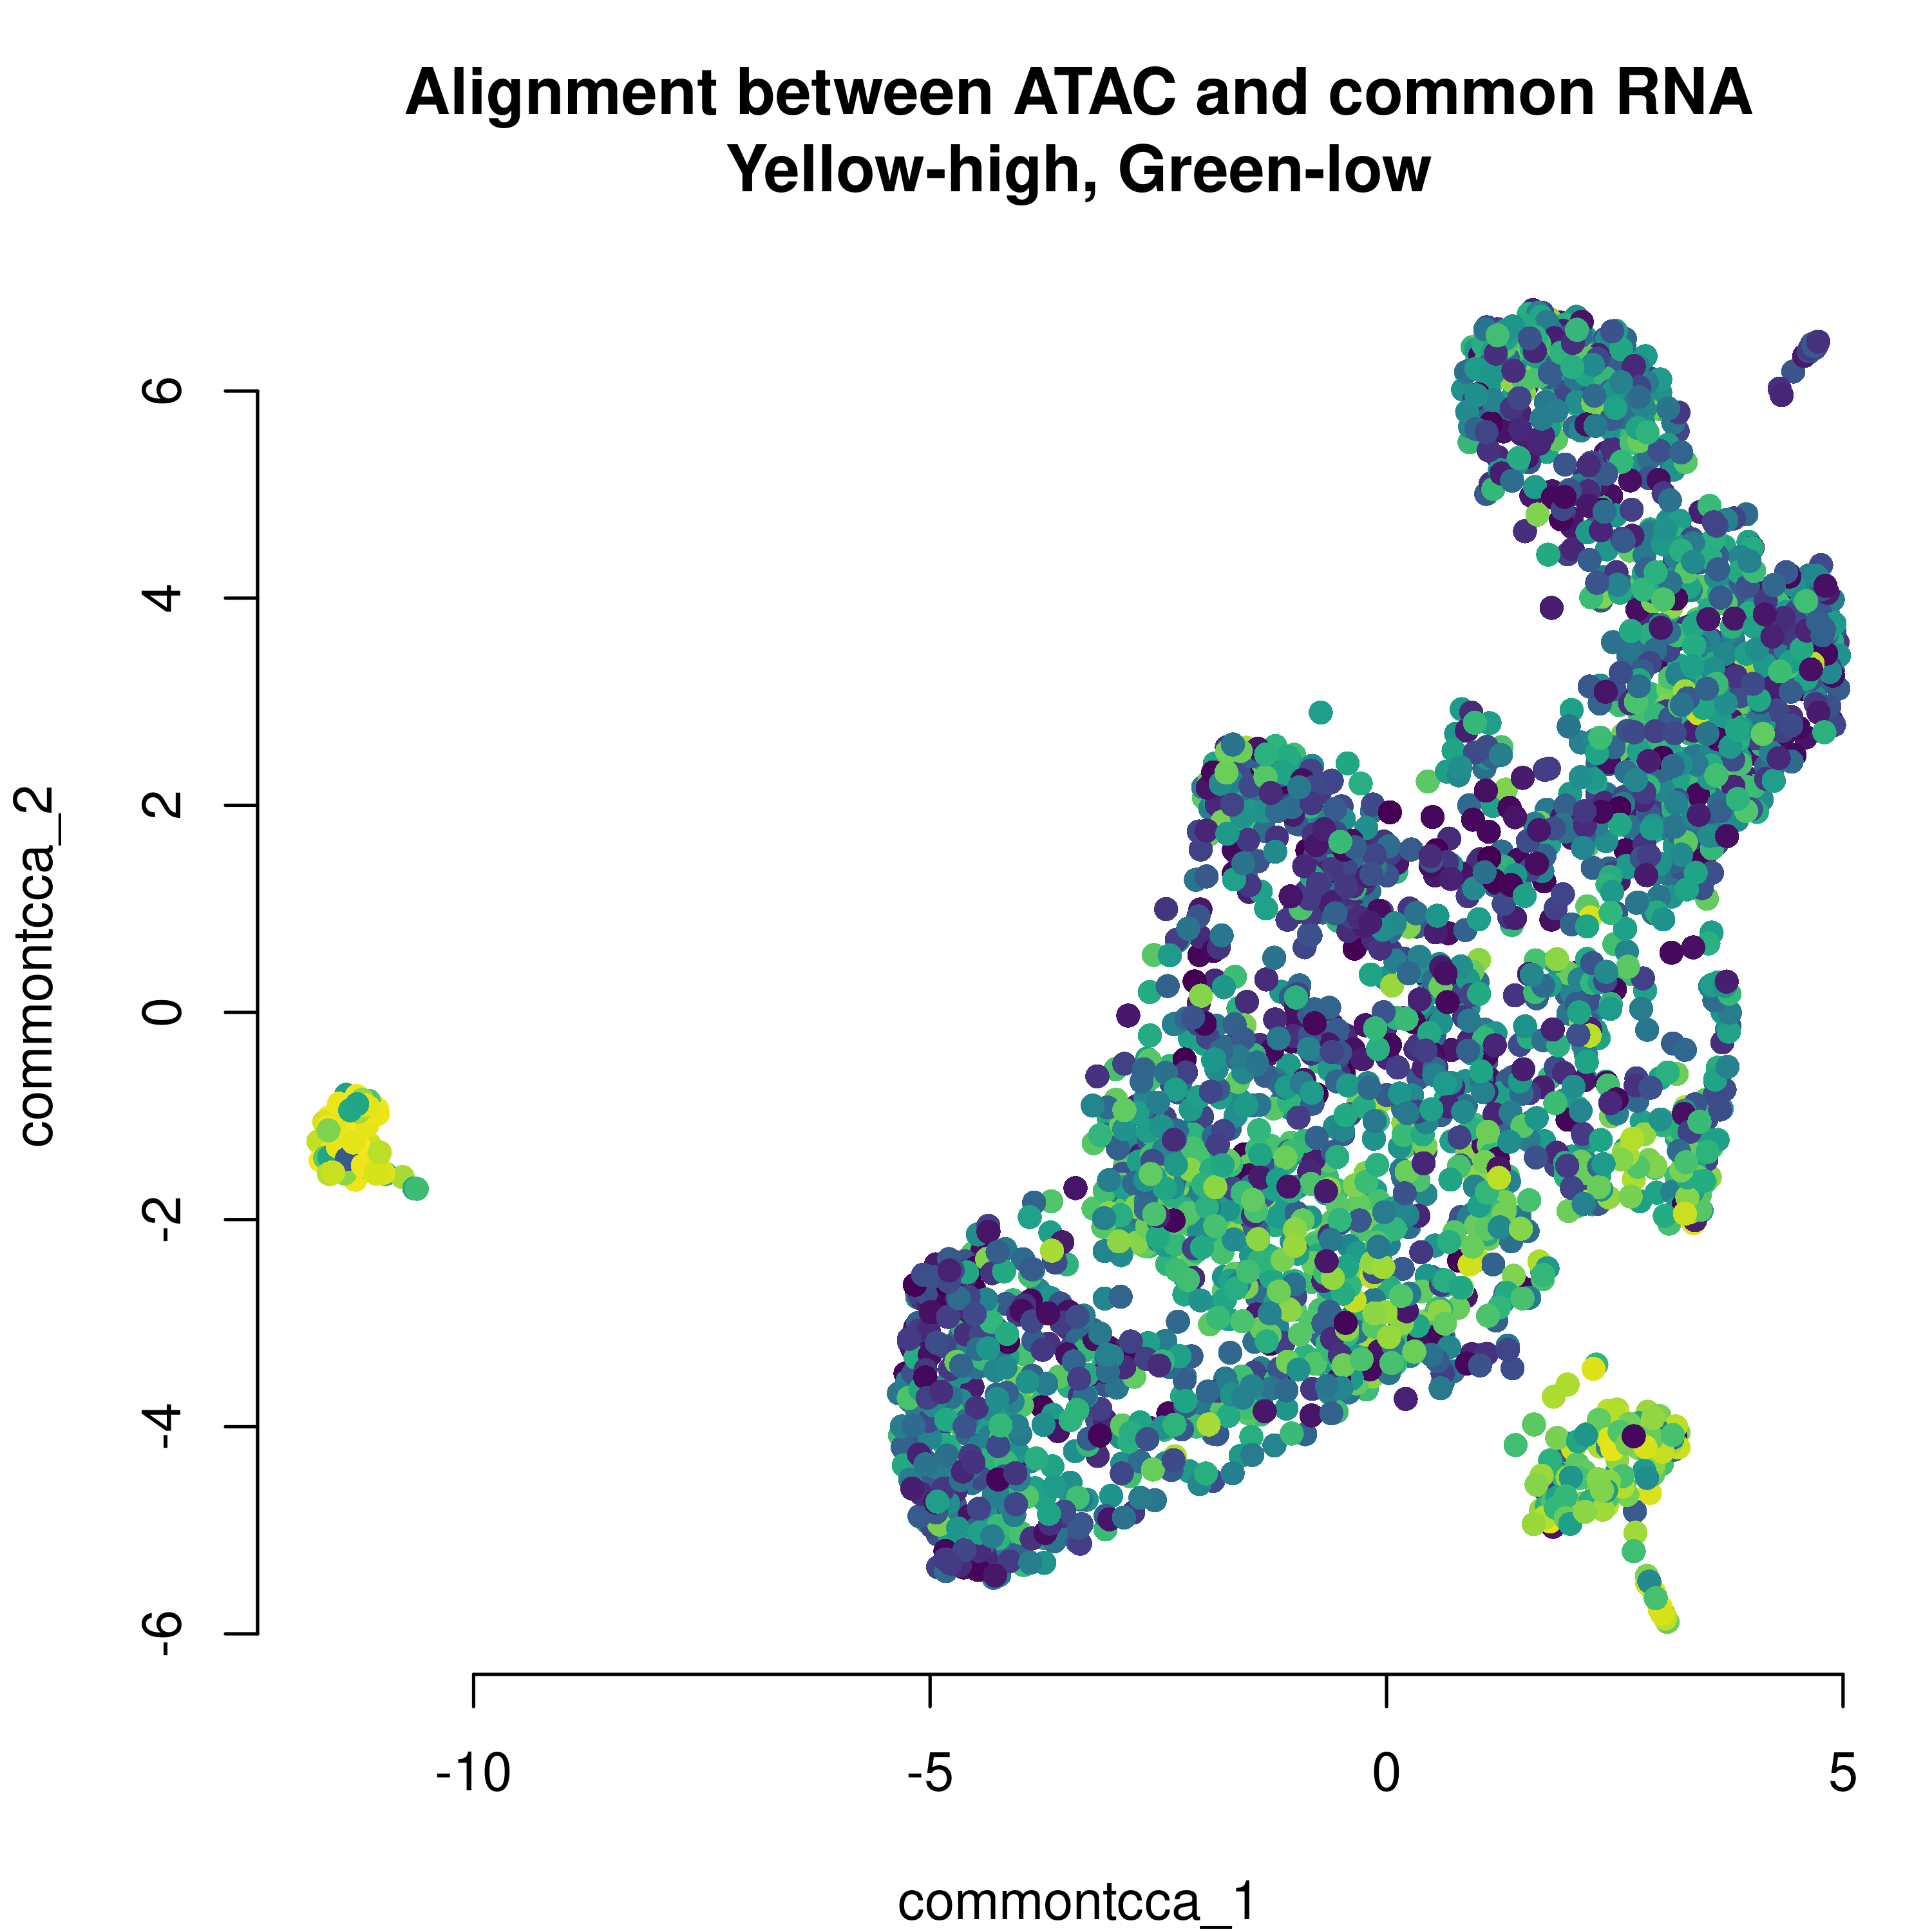 Alignment between ATAC and common RNA
Yellow-high, Green-low
commontcca_2
6
4
2
0
-2
-4
-6
-10
-5
0
5
commontcca_1